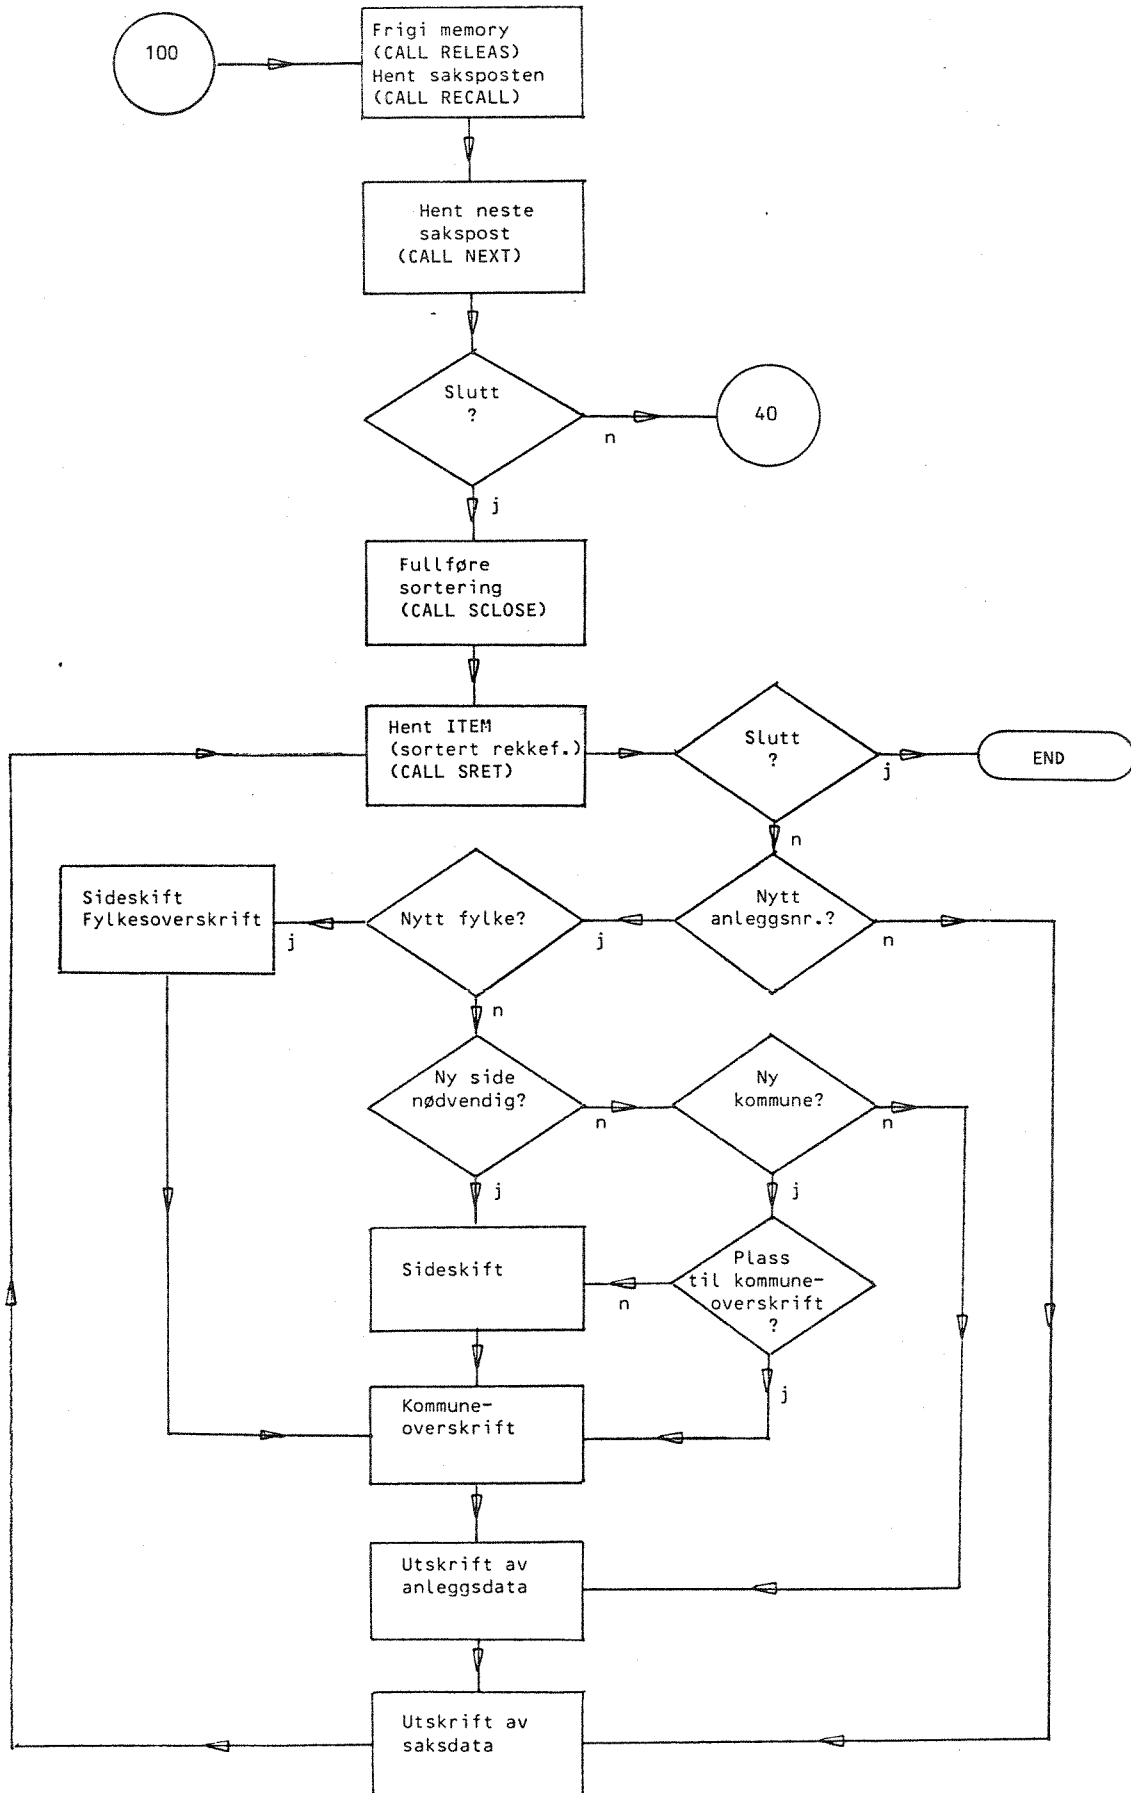 100
Frigi memory
(CALL RELEAS)
Hent saksposten
(CALL RECALL)
Hent neste
sakspost
(CALL NEXT)
Slutt
?
n
40
j
Fullføre
sortering
(CALL SCLOSE)
Hent ITEM
(sortert rekkef.)
(CALL SRET)
Slutt
?
j
END
n
Sideskift
Fylkesoverskrift
j
Nytt fylke?
j
Nytt
anleggsnr.?
n
n
Ny side
nødvendig?
n
Ny
kommune?
n
j
j
Sideskift
n
Plass
til kommune-
overskrift
?
j
Kommune-
overskrift
Utskrift av
anleggsdata
Utskrift av
saksdata